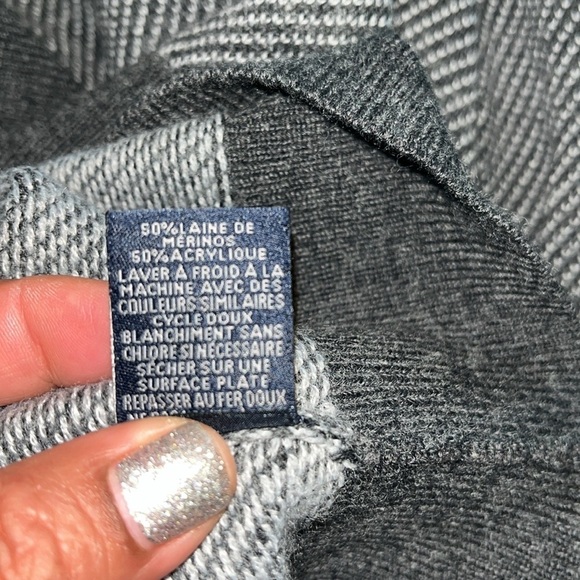 50%LAINE DE
MÉRINOS
50%ACRYLIQUE
LAVER À FROID À LA
MACHINE AVEC DES
COULEURS SIMILAIRES
CYCLE DOUX
BLANCHIMENT SANS
CHLORE SI NÉCESSAIRE
SÉCHER SUR UNE
SURFACE PLATE
REPASSER AU FER DOUX